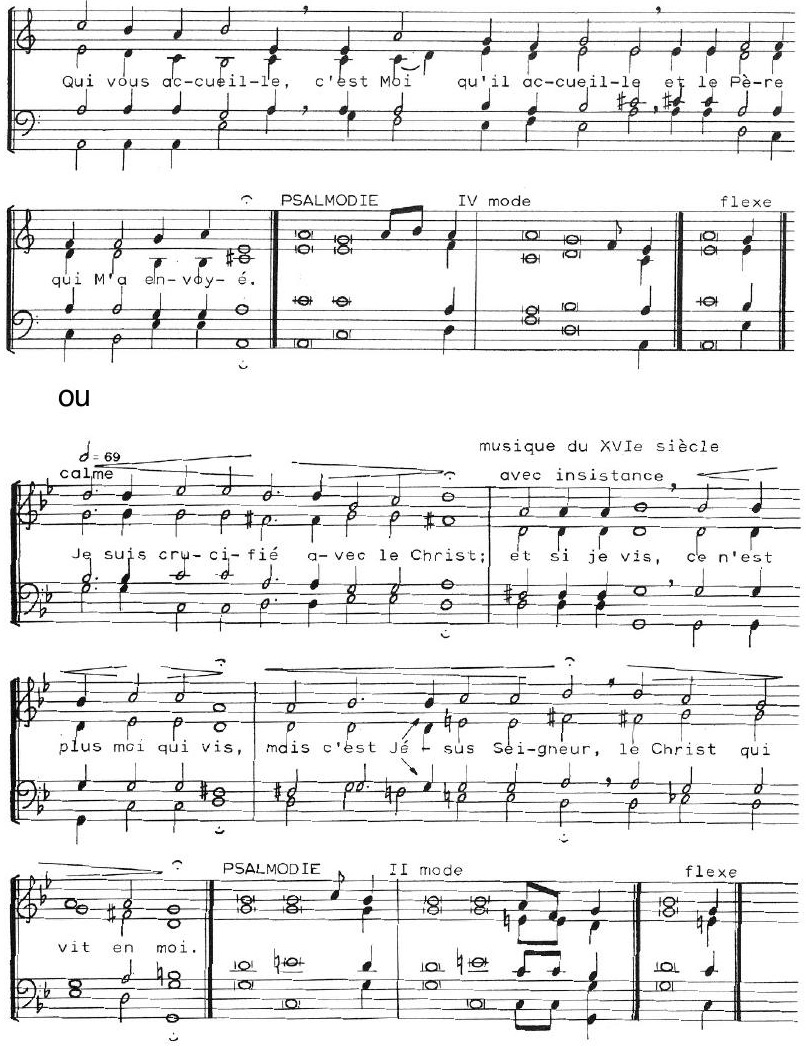 Qui vous ac-cueil-le, c'est Moi qu'il ac-cueil-le et le Pè-re
PSALMODIE IV mode flexe
qui M'a en-voy-é.
ou
musique du XVIe siècle
= 69
calme avec insistance
Je suis cru-ci-fié a-vec le Christ; et si je vis, ce n'est
plus moi qui vis, mais c'est Jé-sus Sei-gneur, le Christ qui
PSALMODIE II mode flexe
vit en moi.